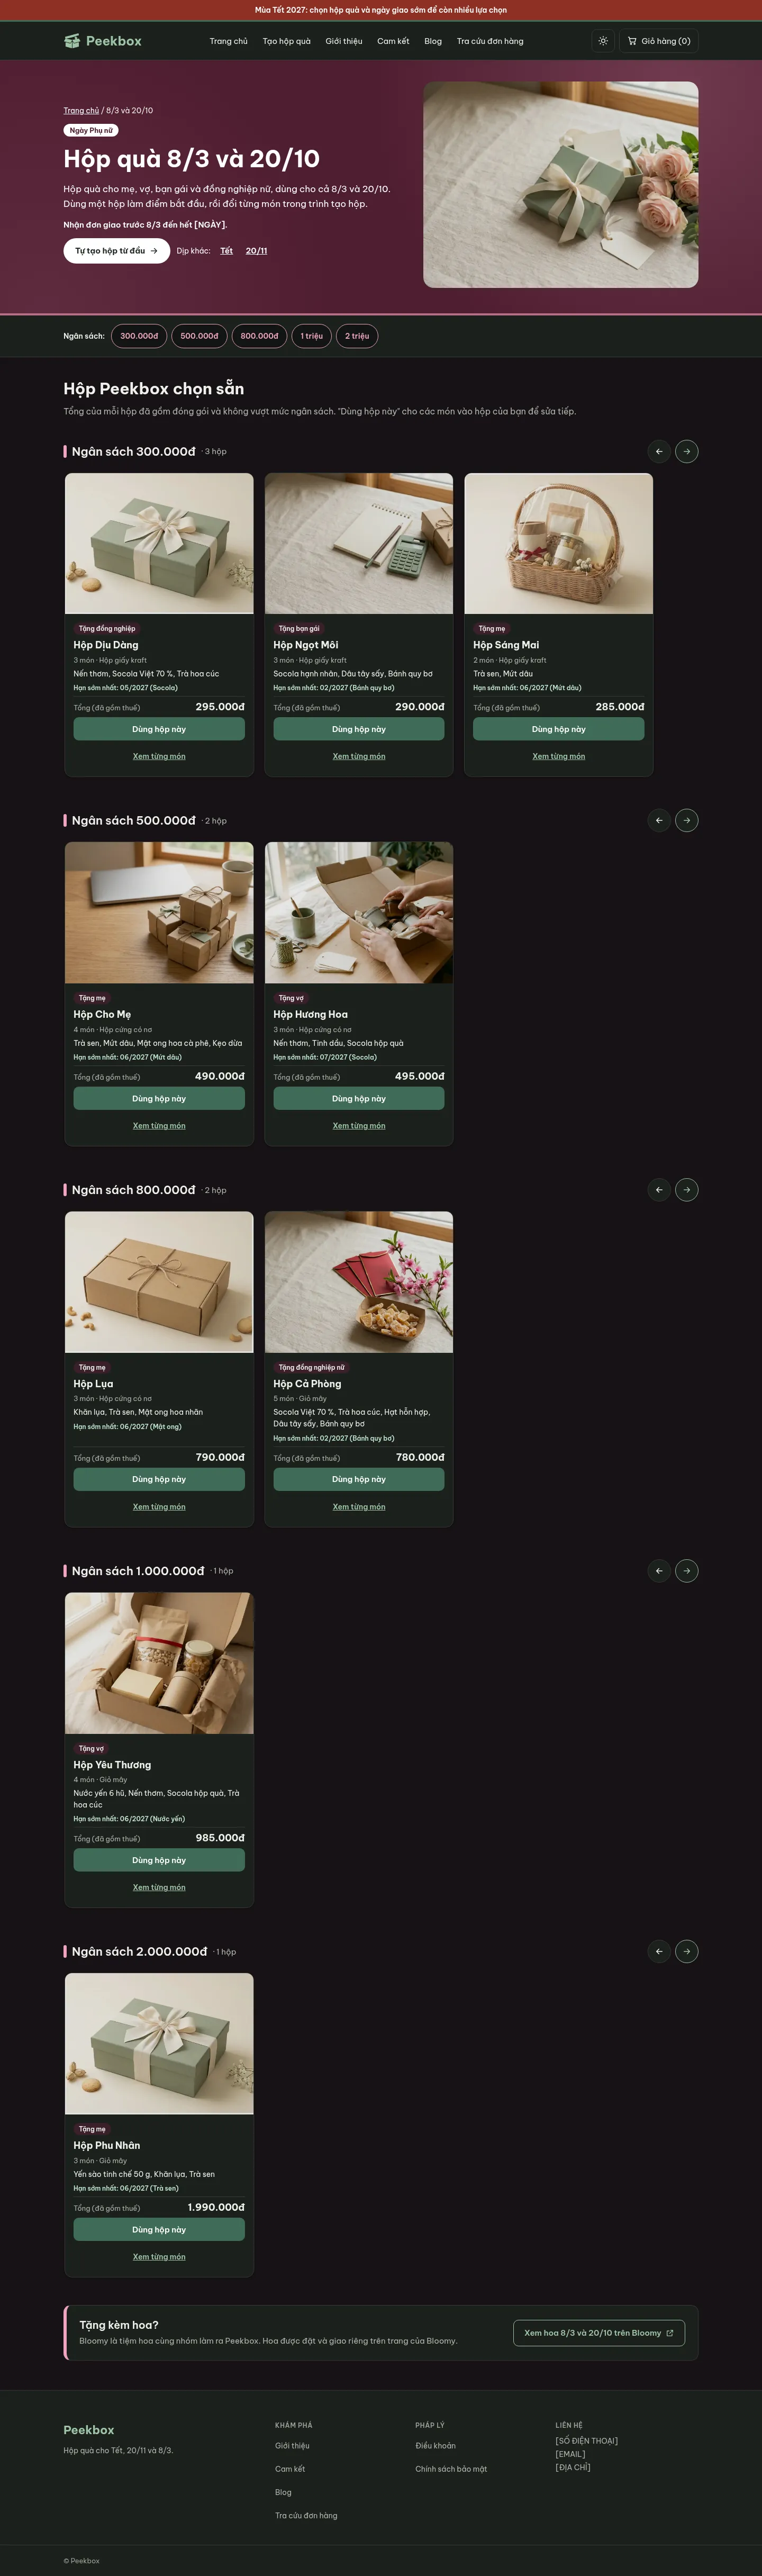 Mùa Tết 2027: chọn hộp quà và ngày giao sớm để còn nhiều lựa chọn
Peekbox
Trang chủ
Tạo hộp quà
Giới thiệu
Cam kết
Blog
Tra cứu đơn hàng
Giỏ hàng (0)
Trang chủ / 8/3 và 20/10
Ngày Phụ nữ
Hộp quà 8/3 và 20/10
Hộp quà cho mẹ, vợ, bạn gái và đồng nghiệp nữ, dùng cho cả 8/3 và 20/10.
Dùng một hộp làm điểm bắt đầu, rồi đổi từng món trong trình tạo hộp.
Nhận đơn giao trước 8/3 đến hết [NGÀY].
Tự tạo hộp từ đầu
Dịp khác:
Tết
20/11
Ngân sách:
300.000đ
500.000đ
800.000đ
1 triệu
2 triệu
Hộp Peekbox chọn sẵn
Tổng của mỗi hộp đã gồm đóng gói và không vượt mức ngân sách. "Dùng hộp này" cho các món vào hộp của bạn để sửa tiếp.
Ngân sách 300.000đ · 3 hộp
Tặng đồng nghiệp
Hộp Dịu Dàng
3 món · Hộp giấy kraft
Nến thơm, Socola Việt 70 %, Trà hoa cúc
Hạn sớm nhất: 05/2027 (Socola)
Tổng (đã gồm thuế) 295.000đ
Dùng hộp này
Xem từng món
Tặng bạn gái
Hộp Ngọt Môi
3 món · Hộp giấy kraft
Socola hạnh nhân, Dâu tây sấy, Bánh quy bơ
Hạn sớm nhất: 02/2027 (Bánh quy bơ)
Tổng (đã gồm thuế) 290.000đ
Dùng hộp này
Xem từng món
Tặng mẹ
Hộp Sáng Mai
2 món · Hộp giấy kraft
Trà sen, Mứt dâu
Hạn sớm nhất: 06/2027 (Mứt dâu)
Tổng (đã gồm thuế) 285.000đ
Dùng hộp này
Xem từng món
Ngân sách 500.000đ · 2 hộp
Tặng mẹ
Hộp Cho Mẹ
4 món · Hộp cứng có nơ
Trà sen, Mứt dâu, Mật ong hoa cà phê, Kẹo dừa
Hạn sớm nhất: 06/2027 (Mứt dâu)
Tổng (đã gồm thuế) 490.000đ
Dùng hộp này
Xem từng món
Tặng vợ
Hộp Hương Hoa
3 món · Hộp cứng có nơ
Nến thơm, Tinh dầu, Socola hộp quà
Hạn sớm nhất: 07/2027 (Socola)
Tổng (đã gồm thuế) 495.000đ
Dùng hộp này
Xem từng món
Ngân sách 800.000đ · 2 hộp
Tặng mẹ
Hộp Lụa
3 món · Hộp cứng có nơ
Khăn lụa, Trà sen, Mật ong hoa nhãn
Hạn sớm nhất: 06/2027 (Mật ong)
Tổng (đã gồm thuế) 790.000đ
Dùng hộp này
Xem từng món
Tặng đồng nghiệp nữ
Hộp Cả Phòng
5 món · Giỏ mây
Socola Việt 70 %, Trà hoa cúc, Hạt hỗn hợp,
Dâu tây sấy, Bánh quy bơ
Hạn sớm nhất: 02/2027 (Bánh quy bơ)
Tổng (đã gồm thuế) 780.000đ
Dùng hộp này
Xem từng món
Ngân sách 1.000.000đ · 1 hộp
Tặng vợ
Hộp Yêu Thương
4 món · Giỏ mây
Nước yến 6 hũ, Nến thơm, Socola hộp quà, Trà
hoa cúc
Hạn sớm nhất: 06/2027 (Nước yến)
Tổng (đã gồm thuế) 985.000đ
Dùng hộp này
Xem từng món
Ngân sách 2.000.000đ · 1 hộp
Tặng mẹ
Hộp Phu Nhân
3 món · Giỏ mây
Yến sào tinh chế 50 g, Khăn lụa, Trà sen
Hạn sớm nhất: 06/2027 (Trà sen)
Tổng (đã gồm thuế) 1.990.000đ
Dùng hộp này
Xem từng món
Tặng kèm hoa?
Bloomy là tiệm hoa cùng nhóm làm ra Peekbox. Hoa được đặt và giao riêng trên trang của Bloomy.
Xem hoa 8/3 và 20/10 trên Bloomy
Peekbox
Hộp quà cho Tết, 20/11 và 8/3.
KHÁM PHÁ
Giới thiệu
Cam kết
Blog
Tra cứu đơn hàng
PHÁP LÝ
Điều khoản
Chính sách bảo mật
LIÊN HỆ
[SỐ ĐIỆN THOẠI]
[EMAIL]
[ĐỊA CHỈ]
© Peekbox